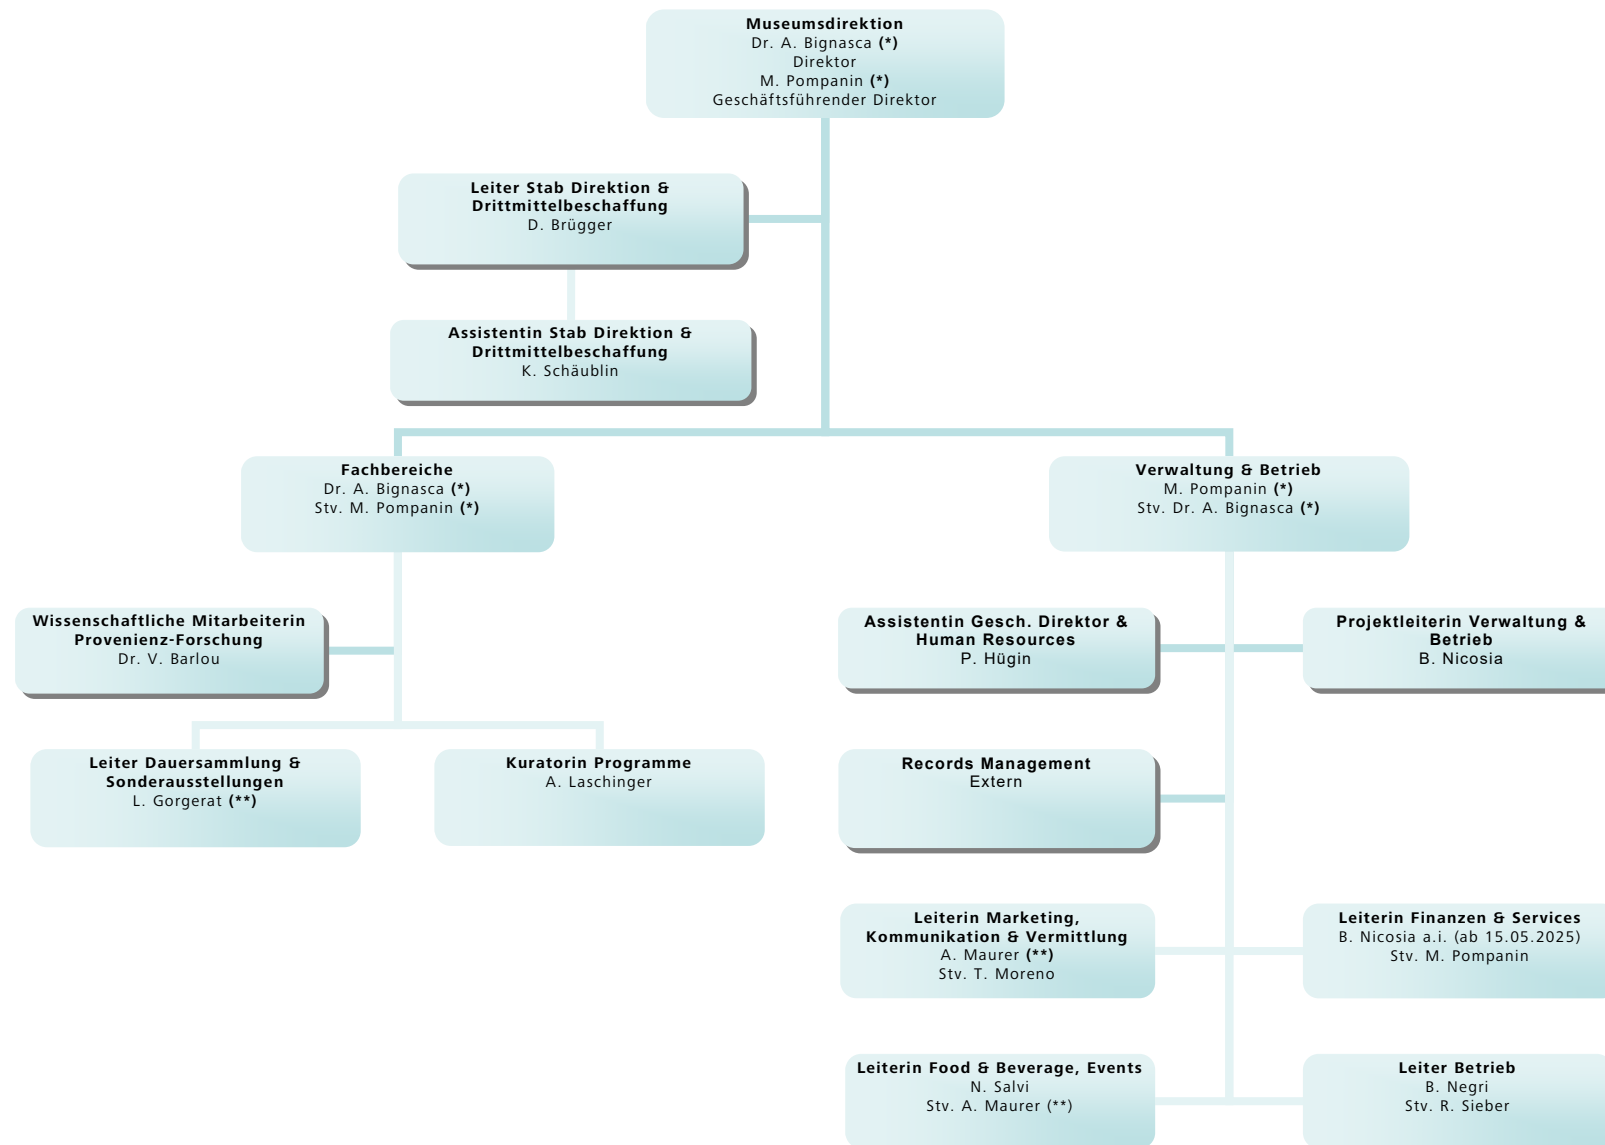 Museumsdirektion
Dr. A. Bignasca (*)
Direktor
M. Pompanin (*)
Geschäftsführender Direktor
Leiter Stab Direktion &
Drittmittelbeschaffung
D. Brügger
Assistentin Stab Direktion &
Drittmittelbeschaffung
K. Schäublin
Fachbereiche
Dr. A. Bignasca (*)
Stv. M. Pompanin (*)
Verwaltung & Betrieb
M. Pompanin (*)
Stv. Dr. A. Bignasca (*)
Wissenschaftliche Mitarbeiterin
Provenienz-Forschung
Dr. V. Barlou
Assistentin Gesch. Direktor &
Human Resources
P. Hügin
Projektleiterin Verwaltung &
Betrieb
B. Nicosia
Leiter Dauersammlung &
Sonderausstellungen
L. Gorgerat (**)
Kuratorin Programme
A. Laschinger
Records Management
Extern
Leiterin Marketing,
Kommunikation & Vermittlung
A. Maurer (**)
Stv. T. Moreno
Leiterin Finanzen & Services
B. Nicosia a.i. (ab 15.05.2025)
Stv. M. Pompanin
Leiterin Food & Beverage, Events
N. Salvi
Stv. A. Maurer (**)
Leiter Betrieb
B. Negri
Stv. R. Sieber